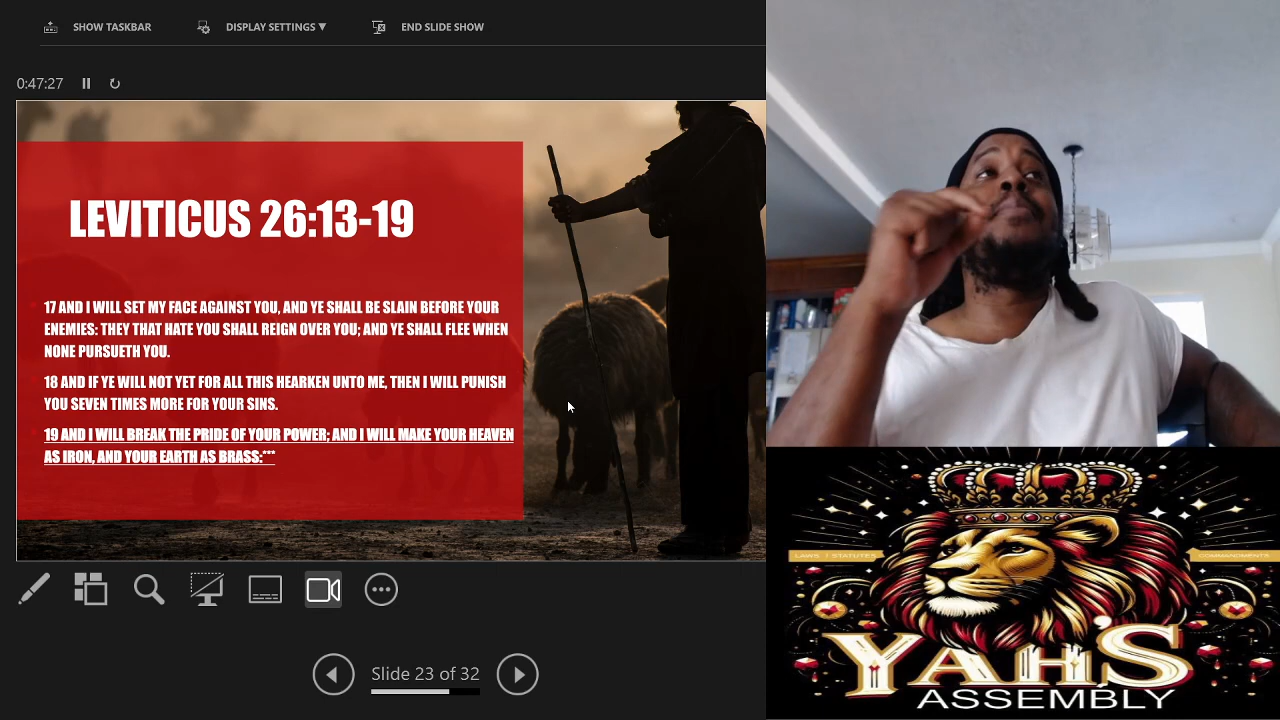 SHOW TASKBAR
DISPLAY SETTINGS ▼
END SLIDE SHOW
0:47:27
LEVITICUS 26:13-19
17 AND I WILL SET MY FACE AGAINST YOU, AND YE SHALL BE SLAIN BEFORE YOUR
ENEMIES: THEY THAT HATE YOU SHALL REIGN OVER YOU; AND YE SHALL FLEE WHEN
NONE PURSUETH YOU.
18 AND IF YE WILL NOT YET FOR ALL THIS HEARKEN UNTO ME, THEN I WILL PUNISH
YOU SEVEN TIMES MORE FOR YOUR SINS.
19 AND I WILL BREAK THE PRIDE OF YOUR POWER; AND I WILL MAKE YOUR HEAVEN
AS IRON, AND YOUR EARTH AS BRASS:***
Slide 23 of 32
LAWS STATUTES
COMMANDMENTS
YAH'S
ASSEMBLY